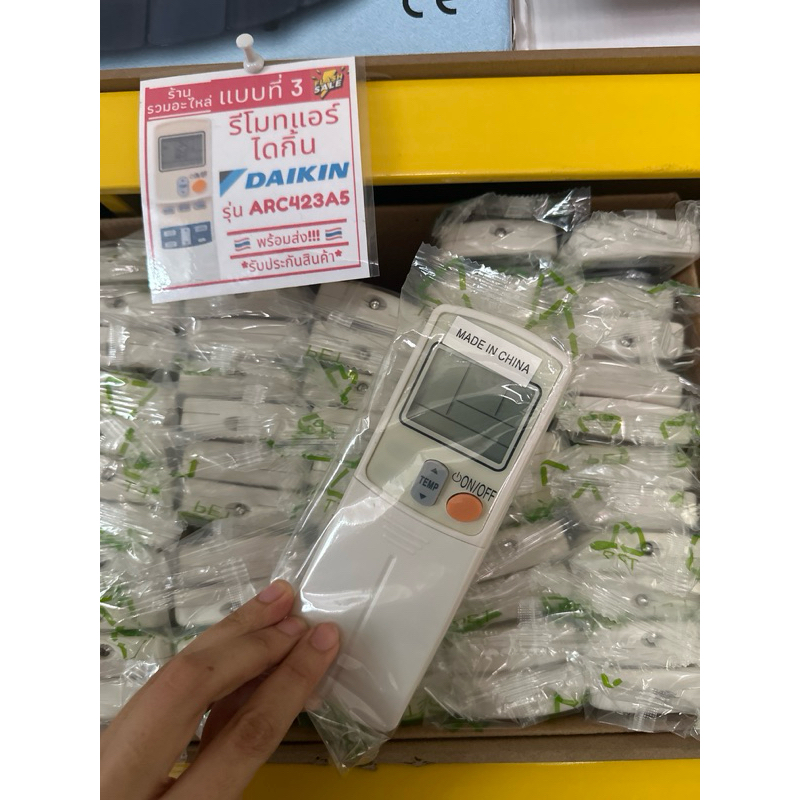 CE
ร้าน
รวมอะไหล่
แบบที่ 3
SALE
รีโมทแอร์
ไดกิ้น
DAIKIN
รุ่น ARC423A5
พร้อมส่ง!!!
*รับประกันสินค้า*
MADE IN CHINA
TEMP
ON/OFF